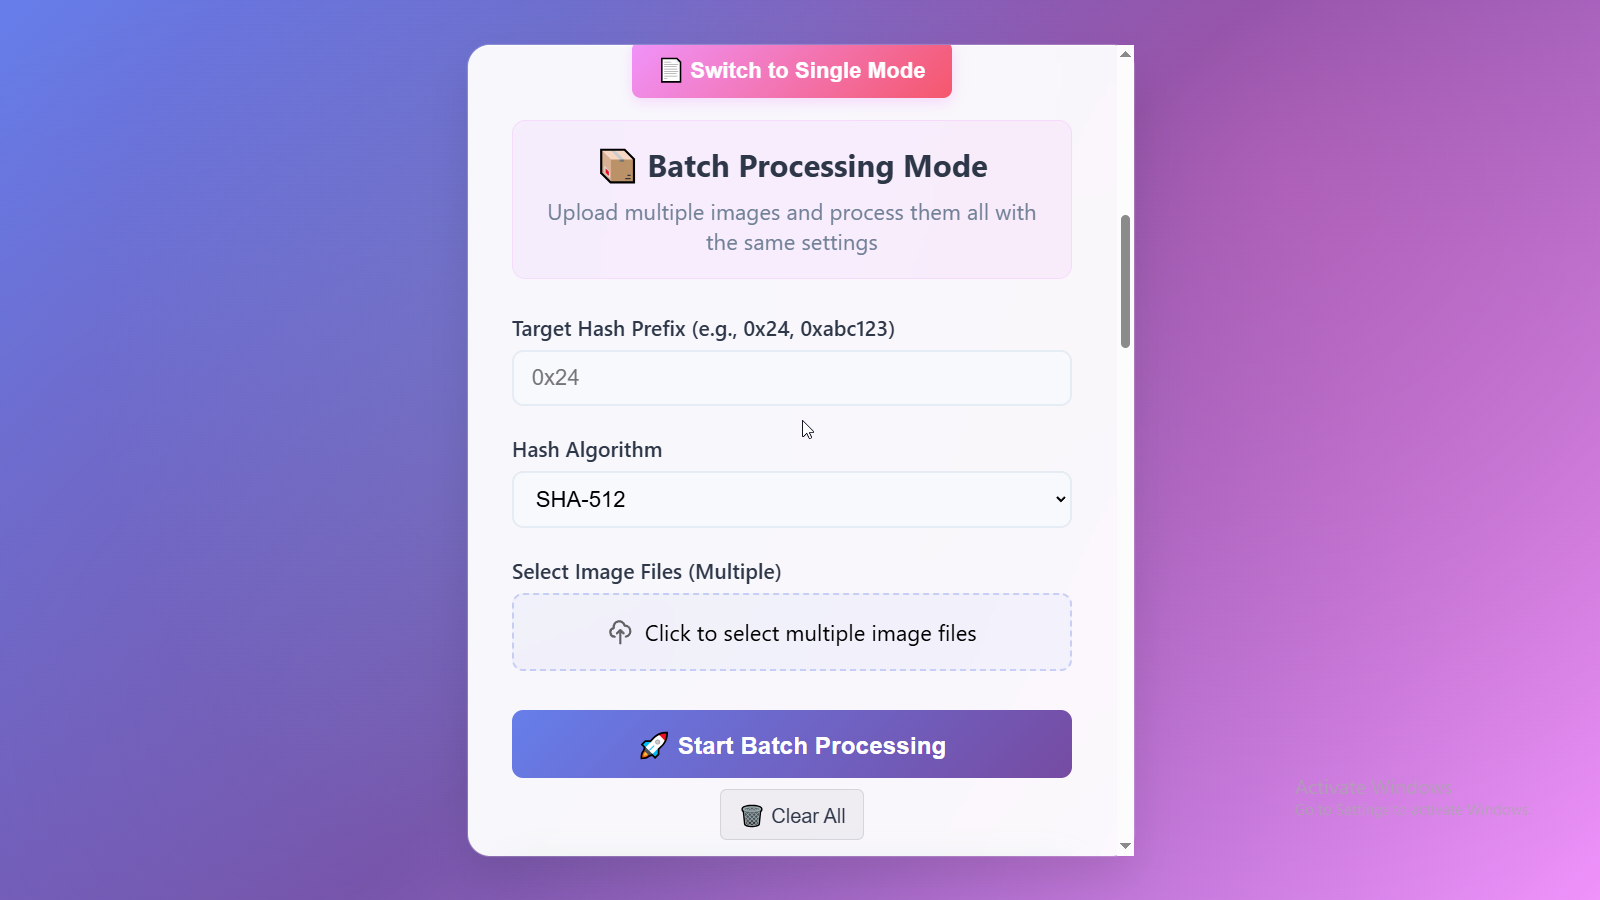 Switch to Single Mode
Batch Processing Mode
Upload multiple images and process them all with
the same settings
Target Hash Prefix (e.g., 0x24, 0xabc123)
0x24
Hash Algorithm
SHA-512
Select Image Files (Multiple)
Click to select multiple image files
Start Batch Processing
Clear All
Activate Windows
Go to Settings to activate Windows.